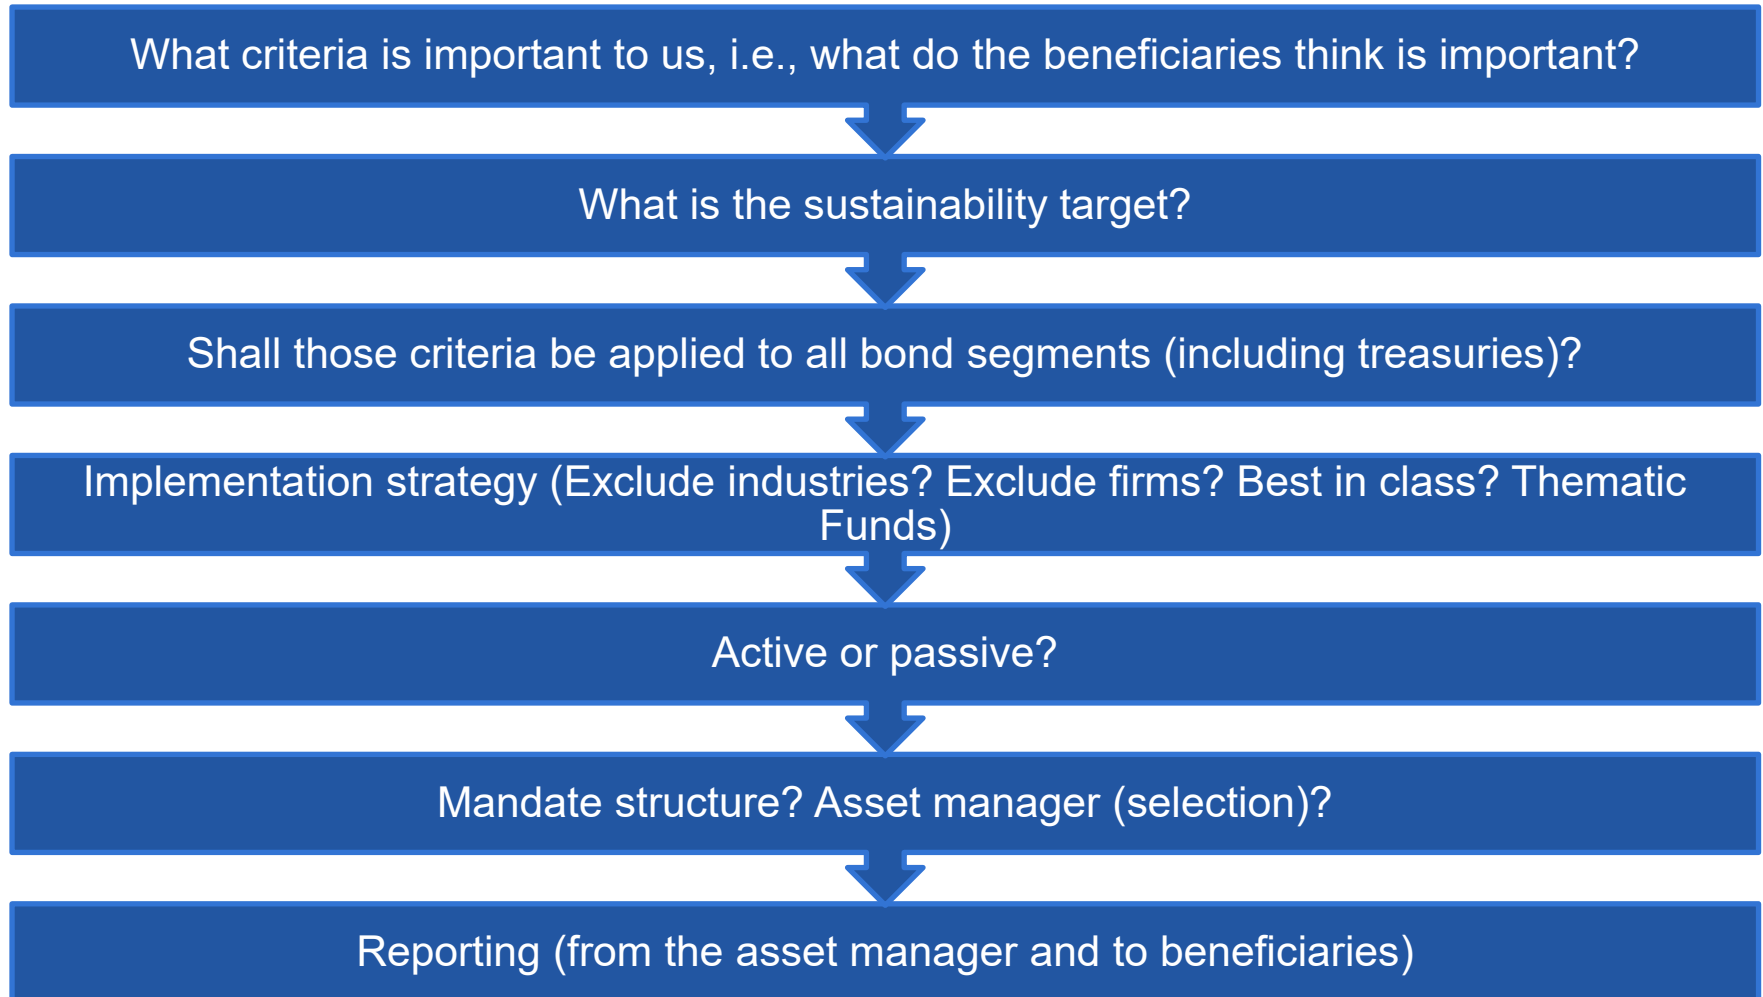 What criteria is important to us, i.e., what do the beneficiaries think is important?
What is the sustainability target?
Shall those criteria be applied to all bond segments (including treasuries)?
Implementation strategy (Exclude industries? Exclude firms? Best in class? Thematic
Funds)
Active or passive?
Mandate structure? Asset manager (selection)?
Reporting (from the asset manager and to beneficiaries)